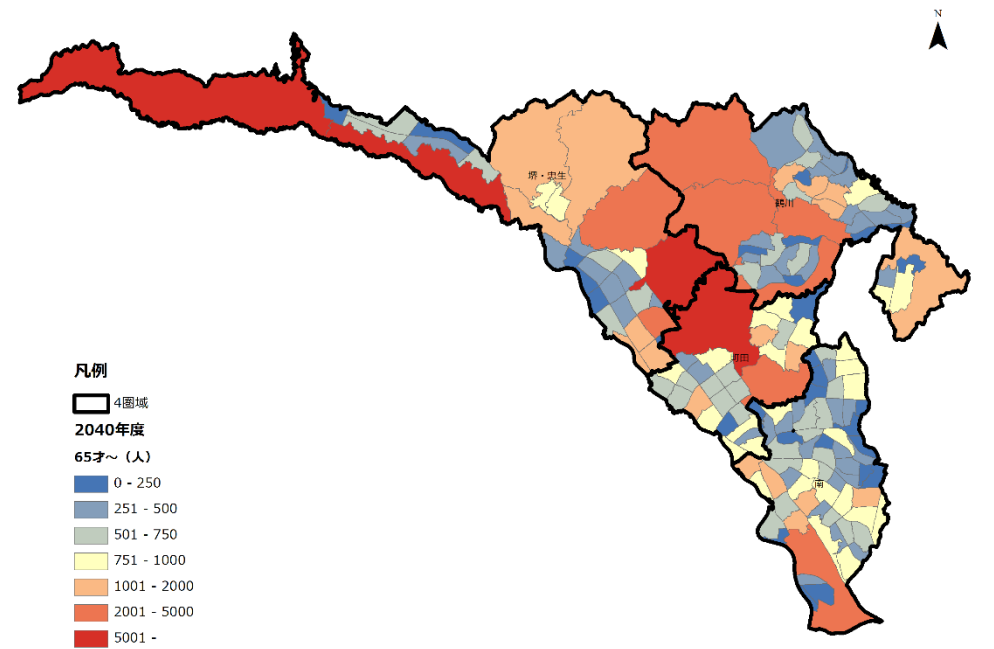 N
堺・忠生
鶴川
町田
南
凡例
4圏域
2040年度
65才～（人）
0 - 250
251 - 500
501 - 750
751 - 1000
1001 - 2000
2001 - 5000
5001 -